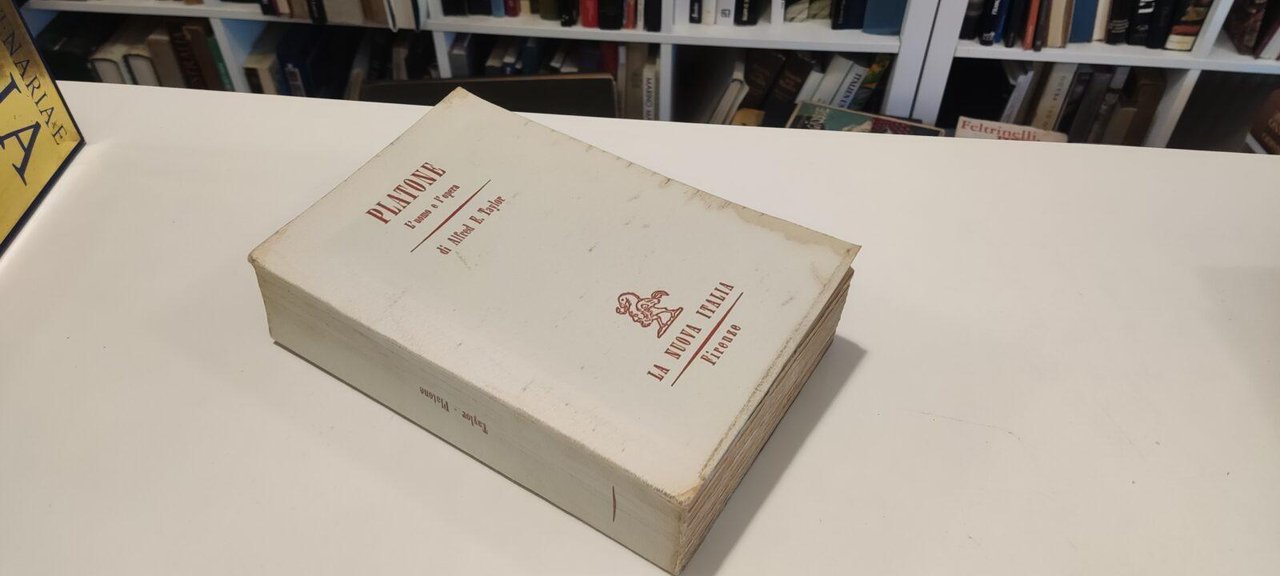 PLATONE
L'uomo e l'opera
di Alfred E. Taylor
LA NUOVA ITALIA
Firenze
Taylor - Platone
Feltrinelli